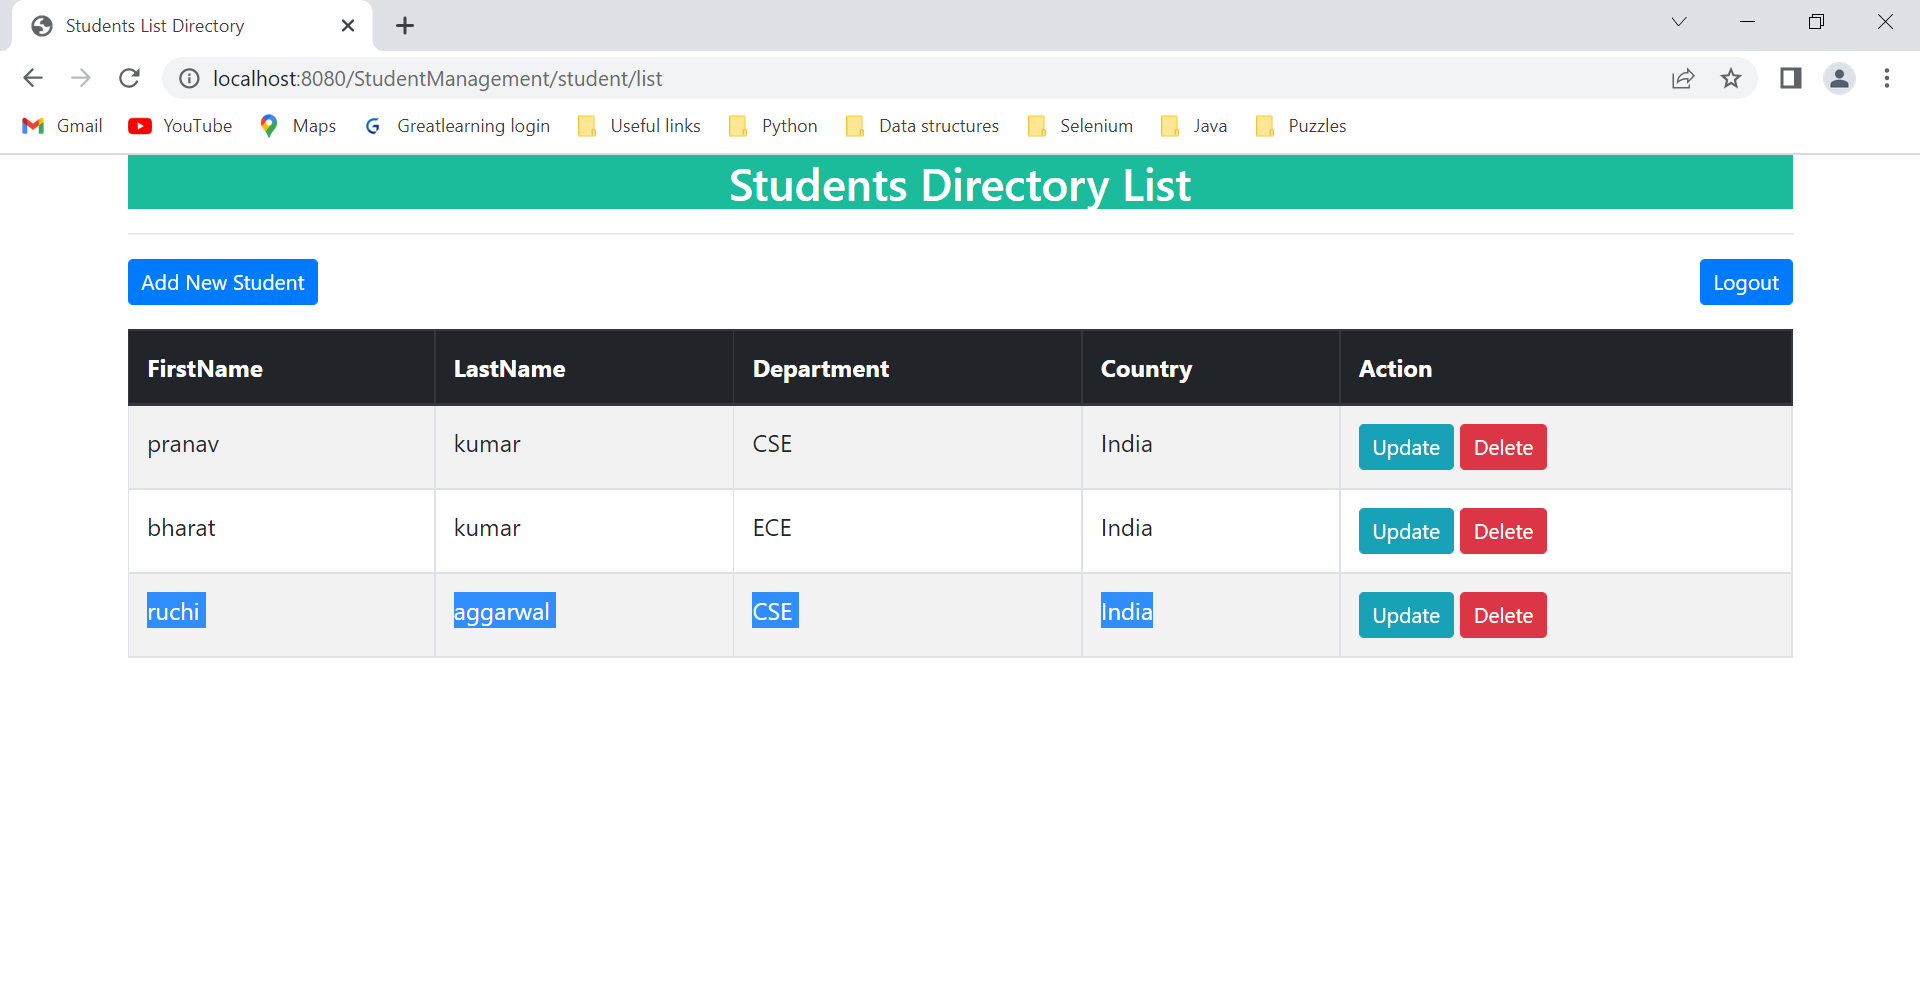 Students List Directory
localhost:8080/StudentManagement/student/list
Gmail YouTube Maps Greatlearning login Useful links Python Data structures Selenium Java Puzzles
Students Directory List
Add New Student Logout
FirstName LastName Department Country Action
pranav kumar CSE India Update Delete
bharat kumar ECE India Update Delete
ruchi aggarwal CSE India Update Delete